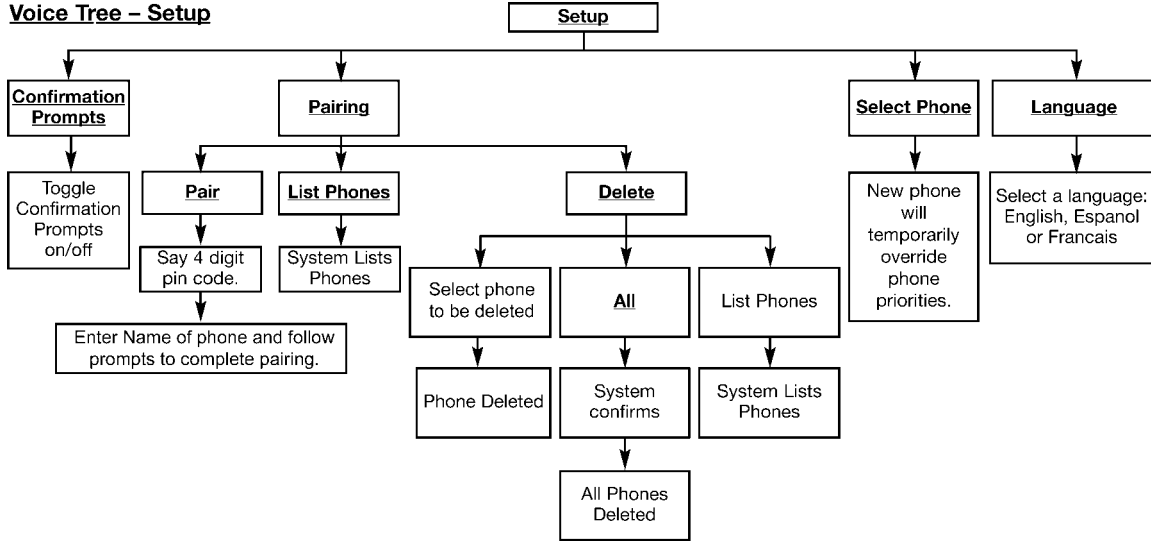 Voice Tree – Setup
Setup
Confirmation
Prompts
Pairing
Select Phone
Language
Toggle
Confirmation
Prompts
on/off
Pair
List Phones
Delete
New phone
will
temporarily
override
phone
priorities.
Select a language:
English, Espanol
or Francais
Say 4 digit
pin code.
System Lists
Phones
Select phone
to be deleted
All
List Phones
Enter Name of phone and follow
prompts to complete pairing.
Phone Deleted
System
confirms
System Lists
Phones
All Phones
Deleted